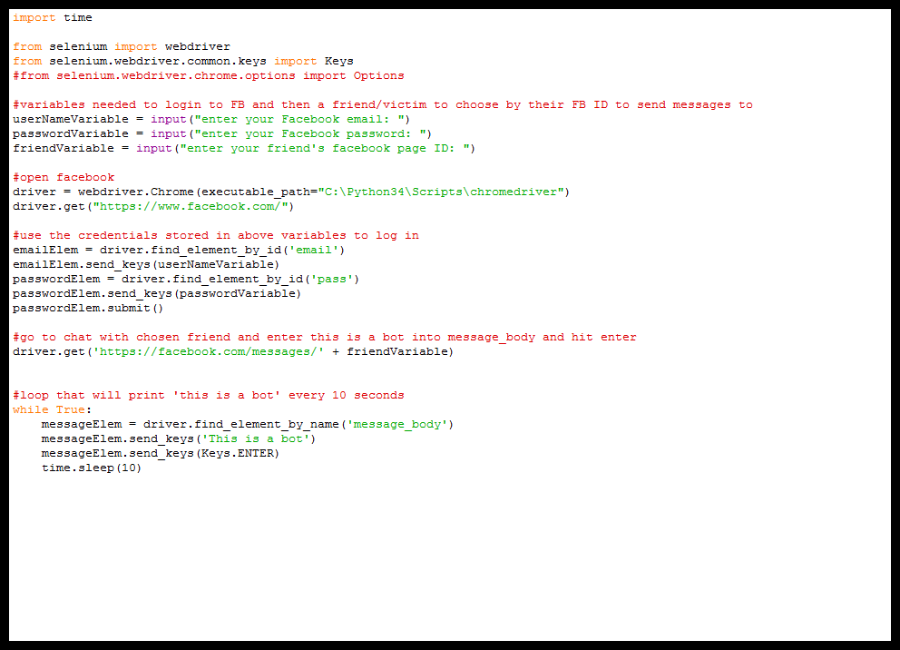 import time
from selenium import webdriver
from selenium.webdriver.common.keys import Keys
#from selenium.webdriver.chrome.options import Options
#variables needed to login to FB and then a friend/victim to choose by their FB ID to send messages to
userNameVariable = input("enter your Facebook email: ")
passwordVariable = input("enter your Facebook password: ")
friendVariable = input("enter your friend's facebook page ID: ")
#open facebook
driver = webdriver.Chrome(executable_path="C:\Python34\Scripts\chromedriver")
driver.get("https://www.facebook.com/")
#use the credentials stored in above variables to log in
emailElem = driver.find_element_by_id('email')
emailElem.send_keys(userNameVariable)
passwordElem = driver.find_element_by_id('pass')
passwordElem.send_keys(passwordVariable)
passwordElem.submit()
#go to chat with chosen friend and enter this is a bot into message_body and hit enter
driver.get('https://facebook.com/messages/' + friendVariable)
#loop that will print 'this is a bot' every 10 seconds
while True:
    messageElem = driver.find_element_by_name('message_body')
    messageElem.send_keys('This is a bot')
    messageElem.send_keys(Keys.ENTER)
    time.sleep(10)